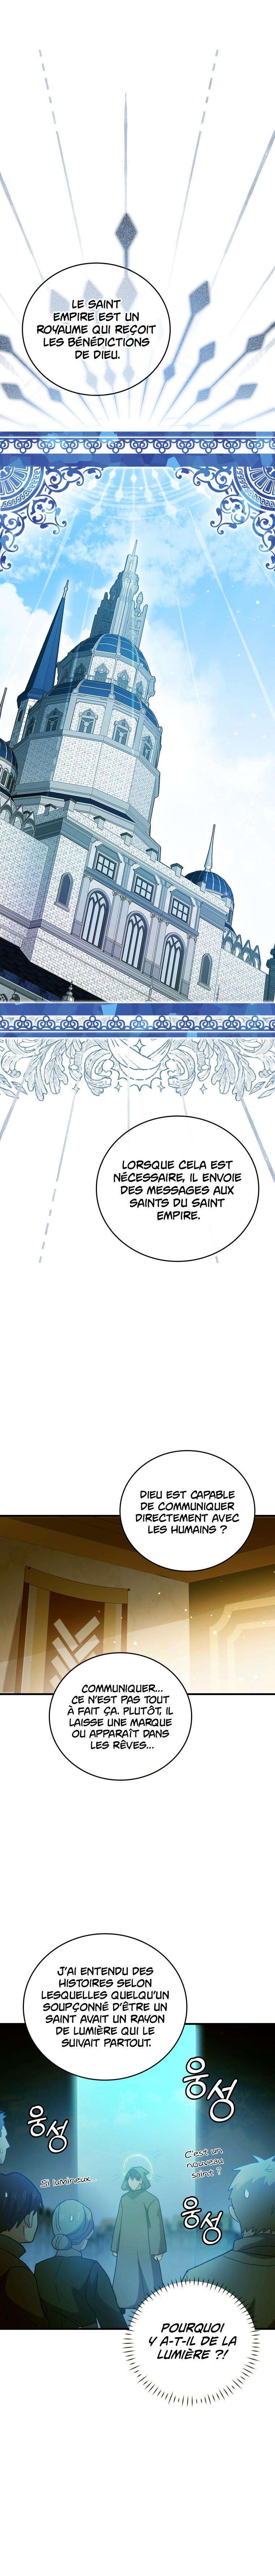 LE SAINT
EMPIRE EST UN
ROYAUME QUI REÇOIT
LES BÉNÉDICTIONS
DE DIEU.
LORSQUE CELA EST
NÉCESSAIRE, IL ENVOIE
DES MESSAGES AUX
SAINTS DU SAINT
EMPIRE.
DIEU EST CAPABLE
DE COMMUNIQUER
DIRECTEMENT AVEC
LES HUMAINS ?
COMMUNIQUER...
CE N'EST PAS TOUT
À FAIT ÇA. PLUTÔT, IL
LAISSE UNE MARQUE
OU APPARAÎT DANS
LES RÊVES...
J'AI ENTENDU DES
HISTOIRES SELON
LESQUELLES QUELQU'UN
SOUPÇONNÉ D'ÊTRE UN
SAINT AVAIT UN RAYON
DE LUMIÈRE QUI LE
SUIVAIT PARTOUT.
웅성
웅성
Si lumineux...
C'est un
nouveau
saint ?
웅성
POURQUOI
Y A-T-IL DE LA
LUMIÈRE ?!